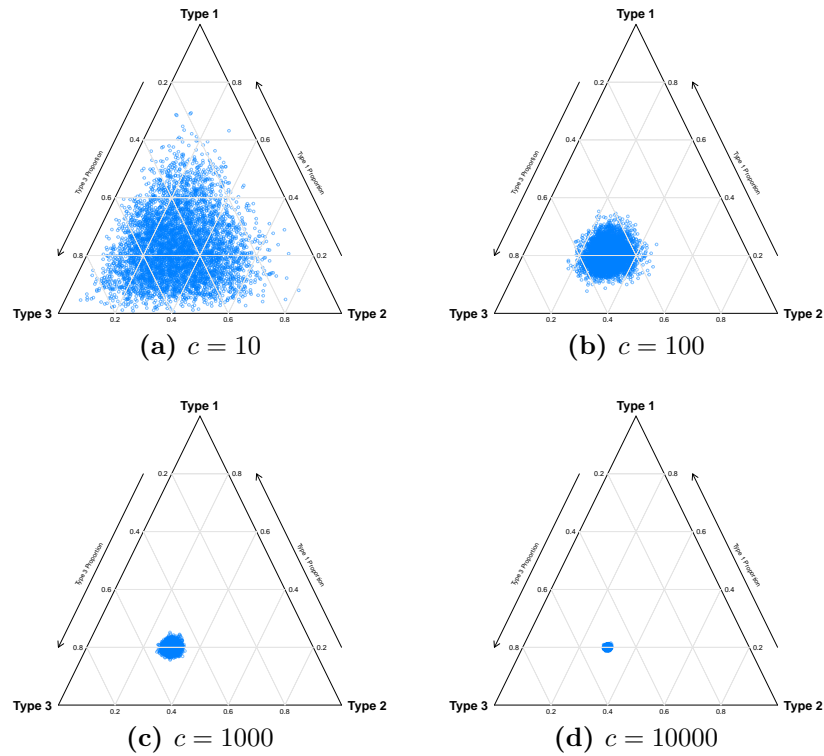 Type 1
Type 1
0.2 0.8
0.2 0.8
0.4 0.6
0.4 0.6
Type 3 Proportion
Type 1 Proportion
Type 3 Proportion
Type 1 Proportion
0.6 0.4
0.6 0.4
0.8 0.2
0.8 0.2
Type 3
Type 2
Type 3
Type 2
0.2 0.4 0.6 0.8
0.2 0.4 0.6 0.8
(a) c = 10
(b) c = 100
Type 1
Type 1
0.2 0.8
0.2 0.8
0.4 0.6
0.4 0.6
Type 3 Proportion
Type 1 Proportion
Type 3 Proportion
Type 1 Proportion
0.6 0.4
0.6 0.4
0.8 0.2
0.8 0.2
Type 3
Type 2
Type 3
Type 2
0.2 0.4 0.6 0.8
0.2 0.4 0.6 0.8
(c) c = 1000
(d) c = 10000